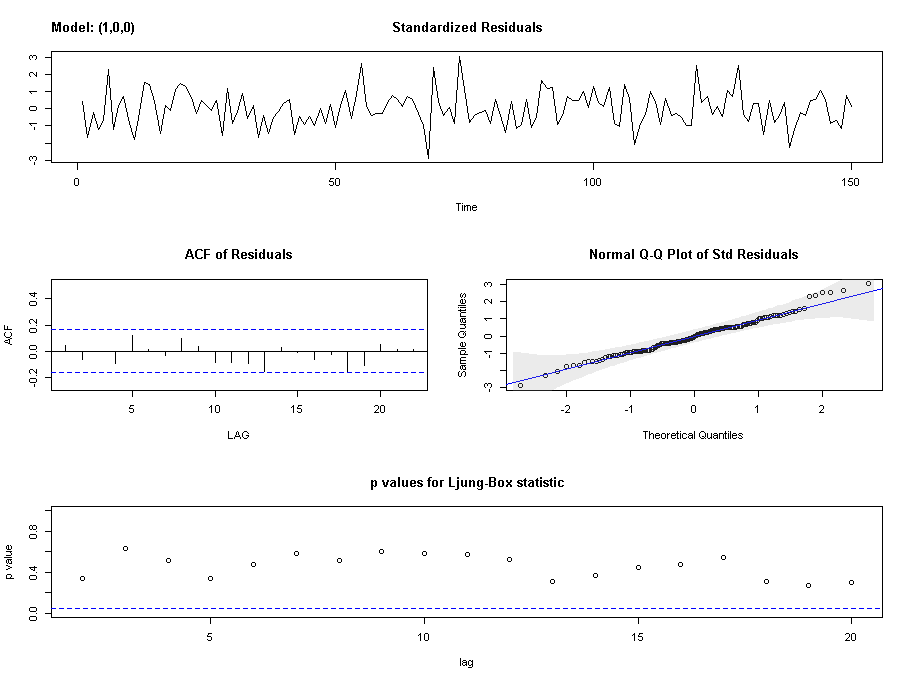 Model: (1,0,0) Standardized Residuals
3
2
1
0
-1
-3
0 50 100 150
Time
ACF of Residuals
ACF
0.4
0.2
0.0
-0.2
5 10 15 20
LAG
Normal Q-Q Plot of Std Residuals
Sample Quantiles
3
2
1
0
-1
-3
-2 -1 0 1 2
Theoretical Quantiles
p values for Ljung-Box statistic
p value
0.8
0.4
0.0
5 10 15 20
lag